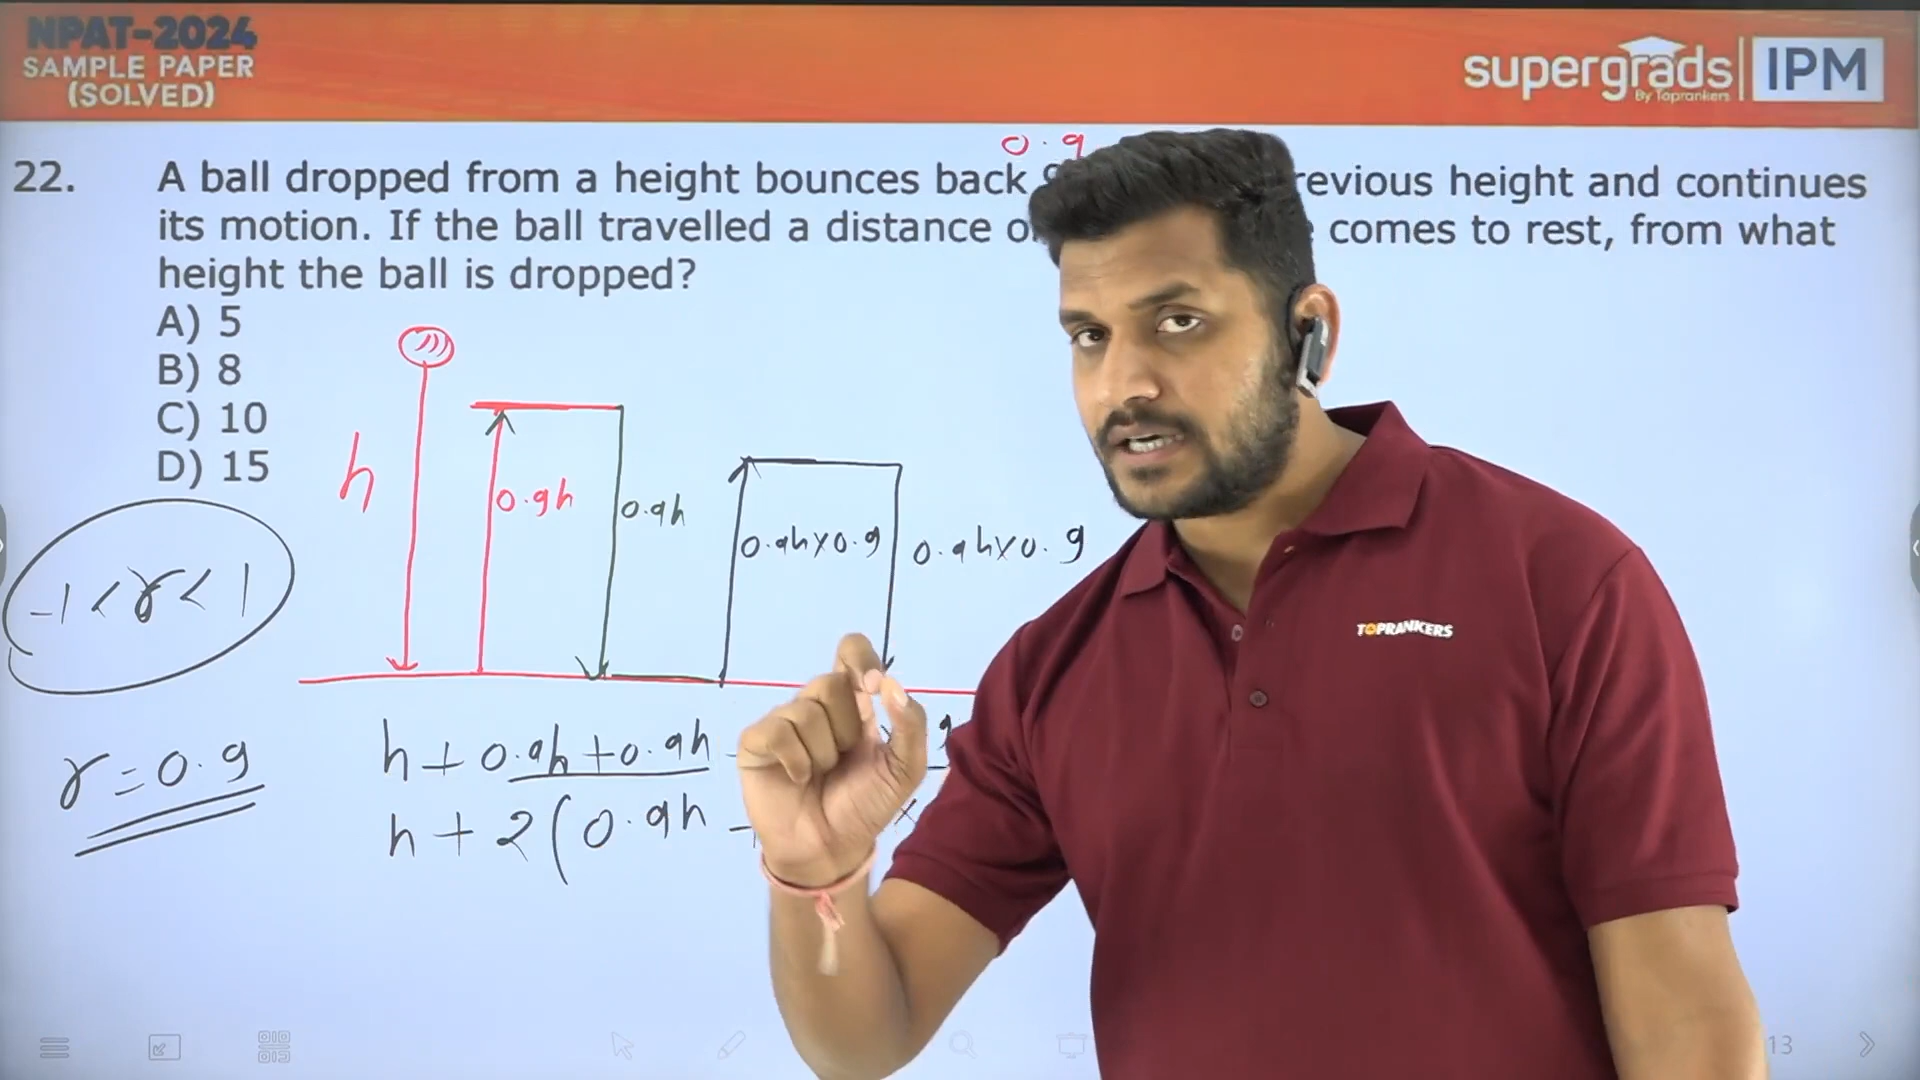 NPAT-2024
SAMPLE PAPER
(SOLVED)
supergrads
By Toprankers
IPM
0.9
22.
A ball dropped from a height bounces back revious height and continues
its motion. If the ball travelled a distance comes to rest, from what
height the ball is dropped?
A) 5
B) 8
C) 10
D) 15
h
0.9h
0.9h
0.9h×0.9
0.9h×0.9
-1 < r < 1
TOPRANKERS
r = 0.9
h + 0.9h + 0.9h
h + 2(0.9h
13